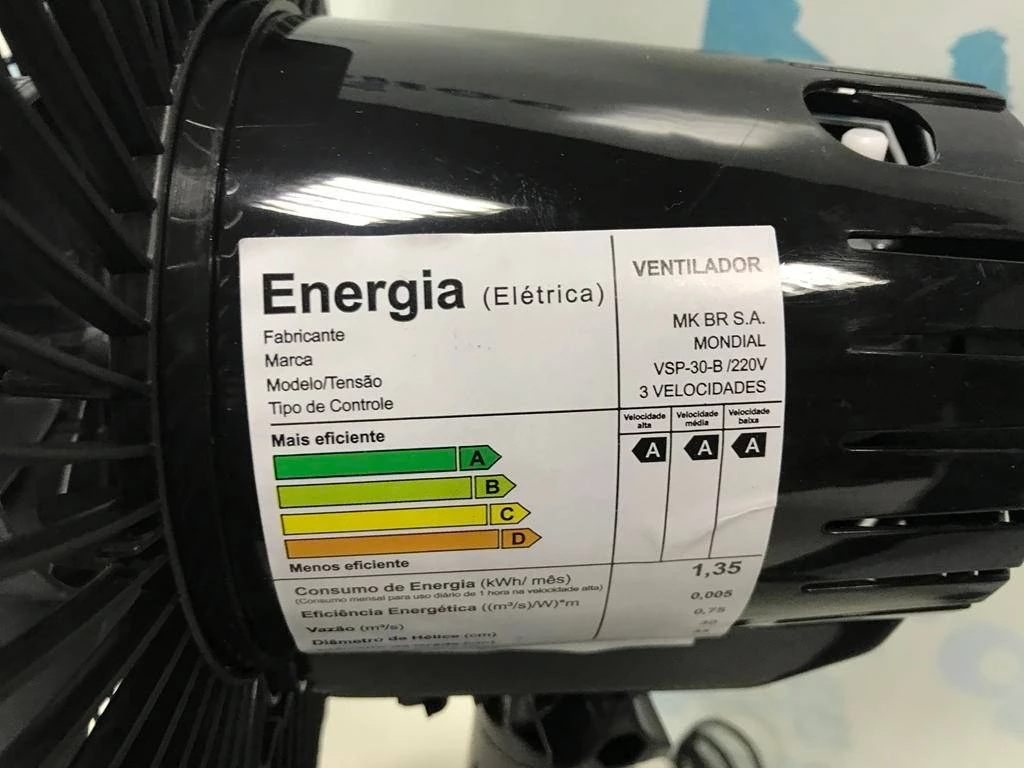 Energia (Elétrica)
Fabricante
Marca
Modelo/Tensão
Tipo de Controle
VENTILADOR
MK BR S.A.
MONDIAL
VSP-30-B /220V
3 VELOCIDADES
Mais eficiente
A
B
C
D
Menos eficiente
Velocidade alta
Velocidade média
Velocidade baixa
A A A
Consumo de Energia (kWh/ mês) 1,35
(Consumo mensal para uso diário de 1 hora na velocidade alta)
Eficiência Energética ((m³/s)/W)*m 0,005
Vazão (m³/s) 0,75
Diâmetro da Hélice (cm) 30